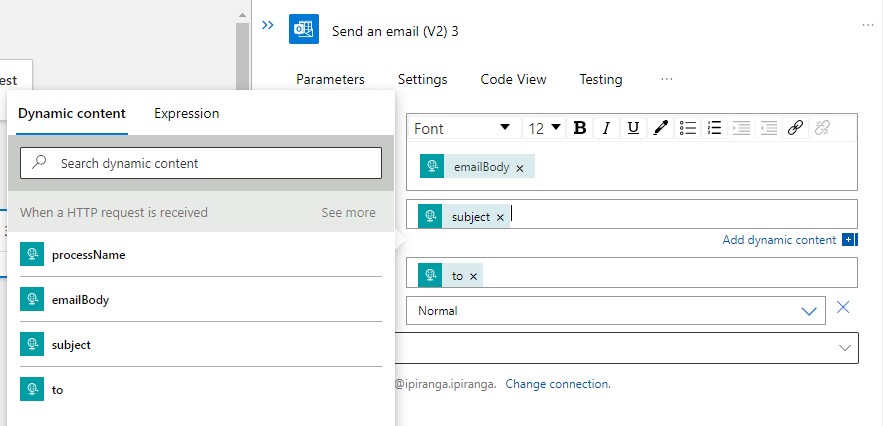 Send an email (V2) 3
est
Parameters Settings Code View Testing
Dynamic content Expression
Search dynamic content
When a HTTP request is received See more
processName
emailBody
subject
to
Font 12 B I U
emailBody ×
subject ×
Add dynamic content
to ×
Normal
@ipiranga.ipiranga. Change connection.